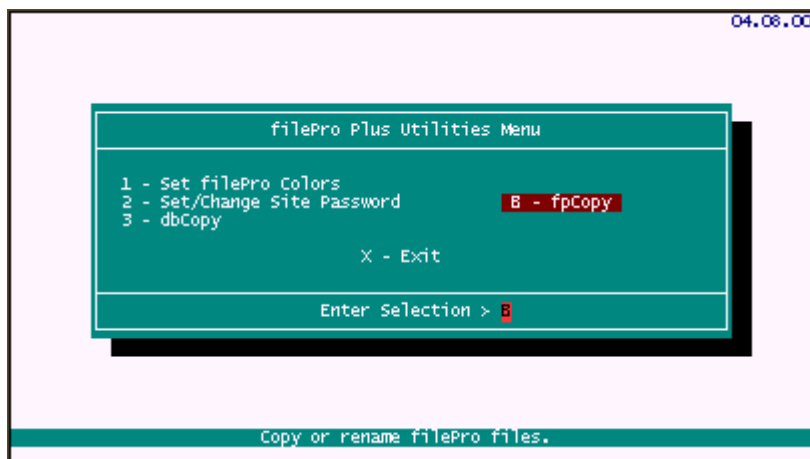 04.08.00
filePro Plus Utilities Menu
1 - Set filePro Colors
2 - Set/Change Site Password B - fpCopy
3 - dbCopy
X - Exit
Enter Selection > B
Copy or rename filePro files.